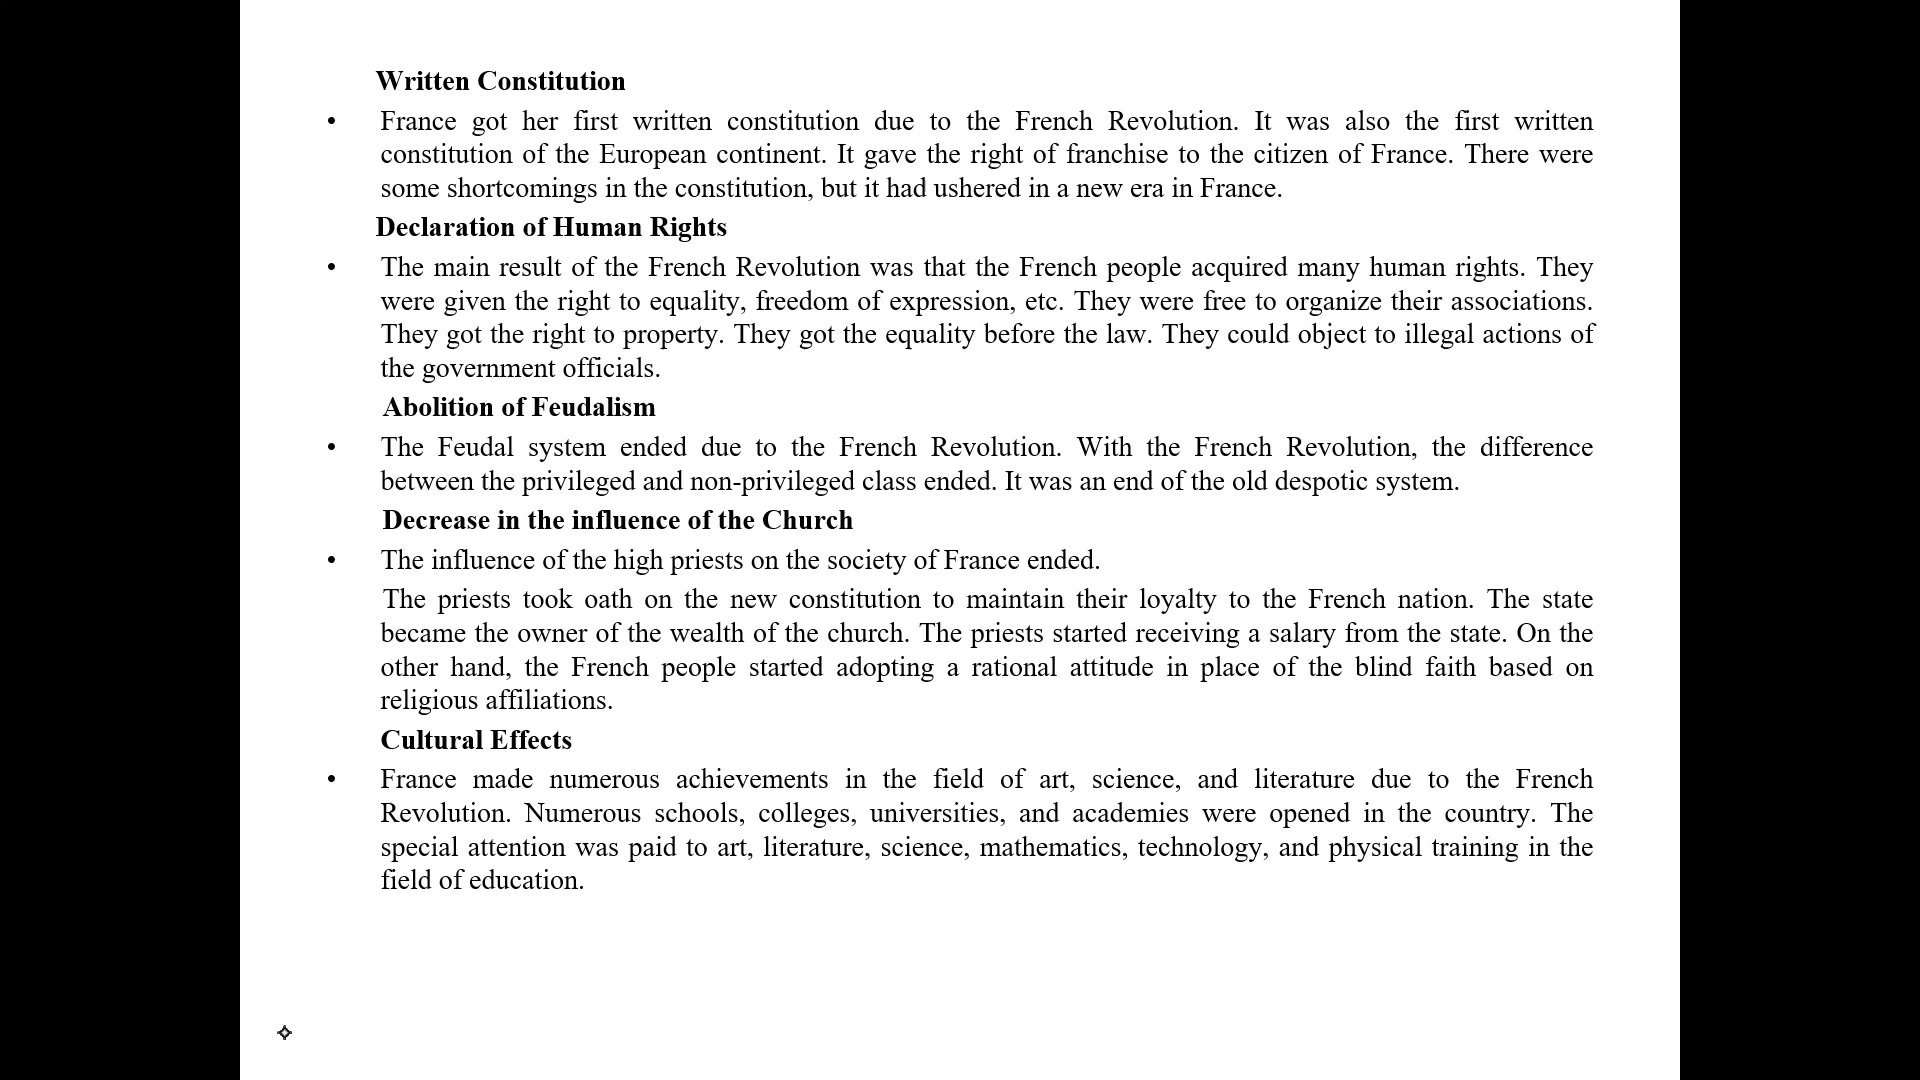 Written Constitution
• France got her first written constitution due to the French Revolution. It was also the first written
constitution of the European continent. It gave the right of franchise to the citizen of France. There were
some shortcomings in the constitution, but it had ushered in a new era in France.
Declaration of Human Rights
• The main result of the French Revolution was that the French people acquired many human rights. They
were given the right to equality, freedom of expression, etc. They were free to organize their associations.
They got the right to property. They got the equality before the law. They could object to illegal actions of
the government officials.
Abolition of Feudalism
• The Feudal system ended due to the French Revolution. With the French Revolution, the difference
between the privileged and non-privileged class ended. It was an end of the old despotic system.
Decrease in the influence of the Church
• The influence of the high priests on the society of France ended.
The priests took oath on the new constitution to maintain their loyalty to the French nation. The state
became the owner of the wealth of the church. The priests started receiving a salary from the state. On the
other hand, the French people started adopting a rational attitude in place of the blind faith based on
religious affiliations.
Cultural Effects
• France made numerous achievements in the field of art, science, and literature due to the French
Revolution. Numerous schools, colleges, universities, and academies were opened in the country. The
special attention was paid to art, literature, science, mathematics, technology, and physical training in the
field of education.